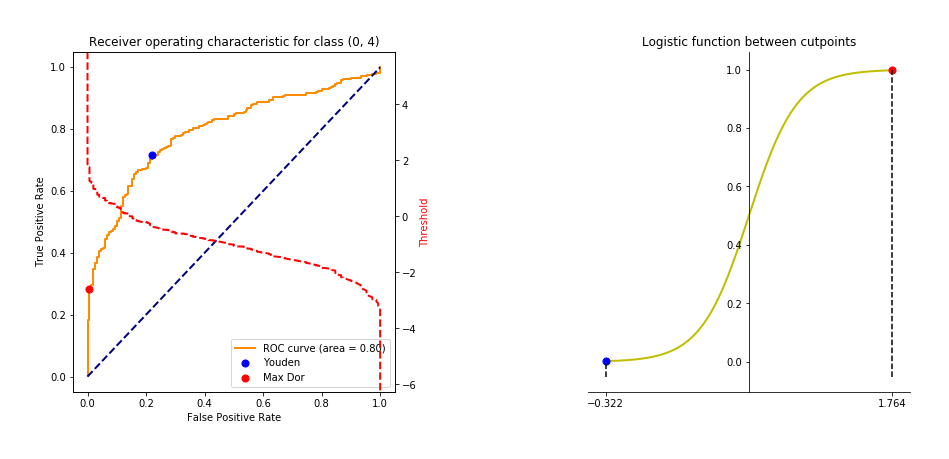 Receiver operating characteristic for class (0, 4)
True Positive Rate
1.0
0.8
0.6
0.4
0.2
0.0
4
2
0
−2
−4
−6
Threshold
ROC curve (area = 0.80)
Youden
Max Dor
0.0 0.2 0.4 0.6 0.8 1.0
False Positive Rate
Logistic function between cutpoints
1.0
0.8
0.6
0.4
0.2
0.0
−0.322 1.764